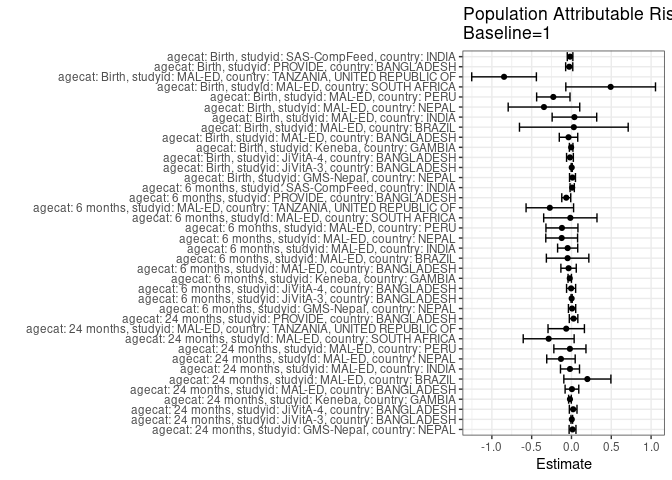 Population Attributable Ris
Baseline=1
agecat: Birth, studyid: SAS-CompFeed, country: INDIA
agecat: Birth, studyid: PROVIDE, country: BANGLADESH
agecat: Birth, studyid: MAL-ED, country: TANZANIA, UNITED REPUBLIC OF
agecat: Birth, studyid: MAL-ED, country: SOUTH AFRICA
agecat: Birth, studyid: MAL-ED, country: PERU
agecat: Birth, studyid: MAL-ED, country: NEPAL
agecat: Birth, studyid: MAL-ED, country: INDIA
agecat: Birth, studyid: MAL-ED, country: BRAZIL
agecat: Birth, studyid: MAL-ED, country: BANGLADESH
agecat: Birth, studyid: Keneba, country: GAMBIA
agecat: Birth, studyid: JiVitA-4, country: BANGLADESH
agecat: Birth, studyid: JiVitA-3, country: BANGLADESH
agecat: Birth, studyid: GMS-Nepal, country: NEPAL
agecat: 6 months, studyid: SAS-CompFeed, country: INDIA
agecat: 6 months, studyid: PROVIDE, country: BANGLADESH
agecat: 6 months, studyid: MAL-ED, country: TANZANIA, UNITED REPUBLIC OF
agecat: 6 months, studyid: MAL-ED, country: SOUTH AFRICA
agecat: 6 months, studyid: MAL-ED, country: PERU
agecat: 6 months, studyid: MAL-ED, country: NEPAL
agecat: 6 months, studyid: MAL-ED, country: INDIA
agecat: 6 months, studyid: MAL-ED, country: BRAZIL
agecat: 6 months, studyid: MAL-ED, country: BANGLADESH
agecat: 6 months, studyid: Keneba, country: GAMBIA
agecat: 6 months, studyid: JiVitA-4, country: BANGLADESH
agecat: 6 months, studyid: JiVitA-3, country: BANGLADESH
agecat: 6 months, studyid: GMS-Nepal, country: NEPAL
agecat: 24 months, studyid: PROVIDE, country: BANGLADESH
agecat: 24 months, studyid: MAL-ED, country: TANZANIA, UNITED REPUBLIC OF
agecat: 24 months, studyid: MAL-ED, country: SOUTH AFRICA
agecat: 24 months, studyid: MAL-ED, country: PERU
agecat: 24 months, studyid: MAL-ED, country: NEPAL
agecat: 24 months, studyid: MAL-ED, country: INDIA
agecat: 24 months, studyid: MAL-ED, country: BRAZIL
agecat: 24 months, studyid: MAL-ED, country: BANGLADESH
agecat: 24 months, studyid: Keneba, country: GAMBIA
agecat: 24 months, studyid: JiVitA-4, country: BANGLADESH
agecat: 24 months, studyid: JiVitA-3, country: BANGLADESH
agecat: 24 months, studyid: GMS-Nepal, country: NEPAL
-1.0 -0.5 0.0 0.5 1.0
Estimate